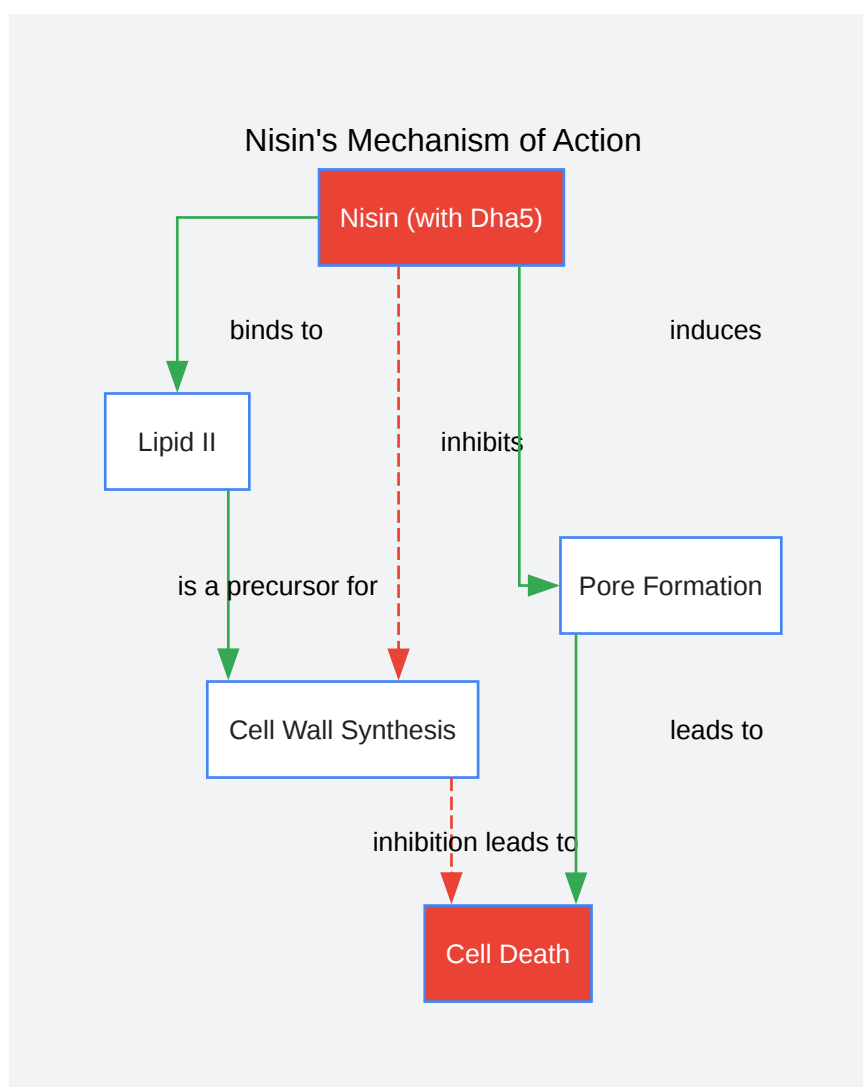 Nisin's Mechanism of Action
Nisin (with Dha5)
binds to
induces
Lipid II
inhibits
is a precursor for
Pore Formation
Cell Wall Synthesis
leads to
inhibition leads to
Cell Death